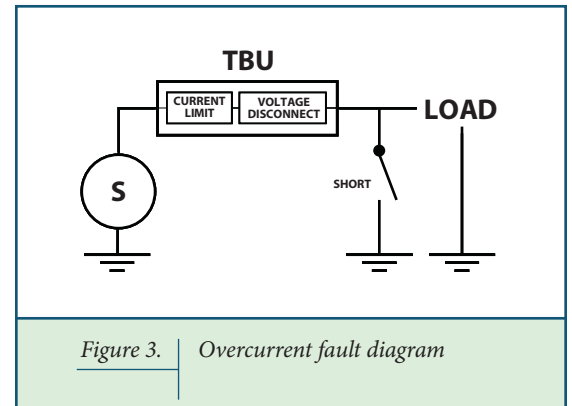 TBU
CURRENT
LIMIT
VOLTAGE
DISCONNECT
LOAD
S
SHORT
Figure 3.
Overcurrent fault diagram